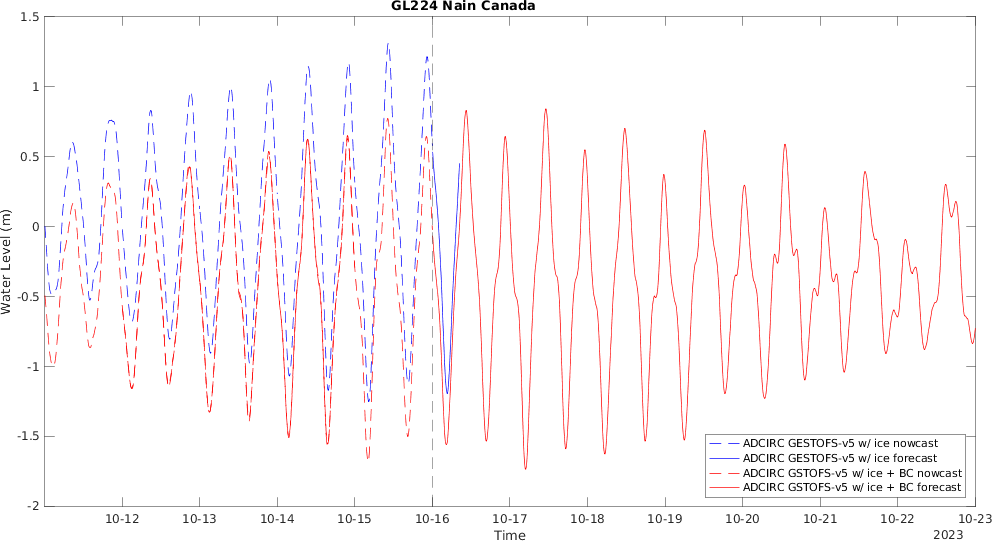 GL224 Nain Canada
1.5
1
0.5
0
-0.5
-1
-1.5
-2
Water Level (m)
ADCIRC GESTOFS-v5 w/ ice nowcast
ADCIRC GESTOFS-v5 w/ ice forecast
ADCIRC GSTOFS-v5 w/ ice + BC nowcast
ADCIRC GSTOFS-v5 w/ ice + BC forecast
10-12 10-13 10-14 10-15 10-16 10-17 10-18 10-19 10-20 10-21 10-22 10-23
Time
2023